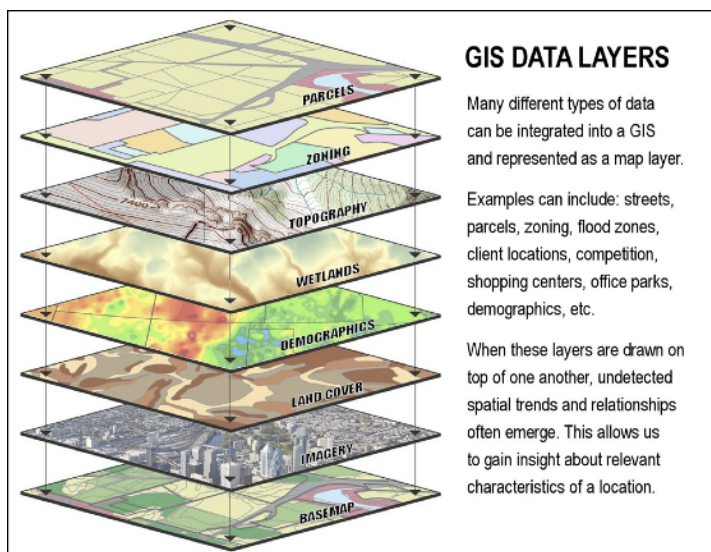 GIS DATA LAYERS
Many different types of data
can be integrated into a GIS
and represented as a map layer.
Examples can include: streets,
parcels, zoning, flood zones,
client locations, competition,
shopping centers, office parks,
demographics, etc.
When these layers are drawn on
top of one another, undetected
spatial trends and relationships
often emerge. This allows us
to gain insight about relevant
characteristics of a location.
PARCELS
ZONING
7400
TOPOGRAPHY
WETLANDS
DEMOGRAPHICS
LAND COVER
IMAGERY
BASEMAP